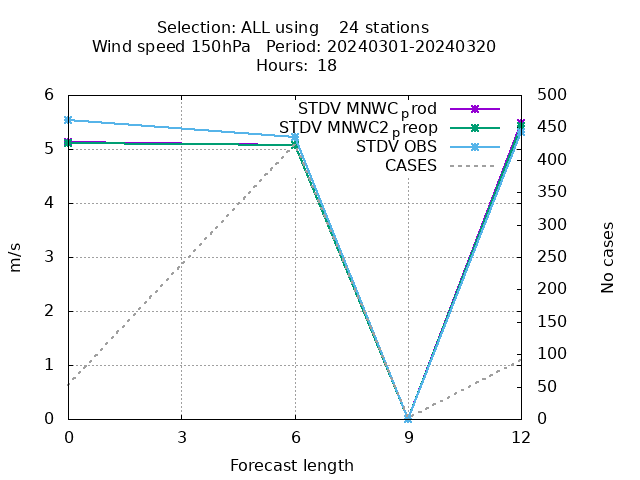 Selection: ALL using    24 stations
Wind speed 150hPa   Period: 20240301-20240320
Hours: 18
STDV MNWCprod
STDV MNWC2preop
STDV OBS
CASES
m/s
6
5
4
3
2
1
0
500
450
400
350
300
250
200
150
100
50
0
No cases
0 3 6 9 12
Forecast length